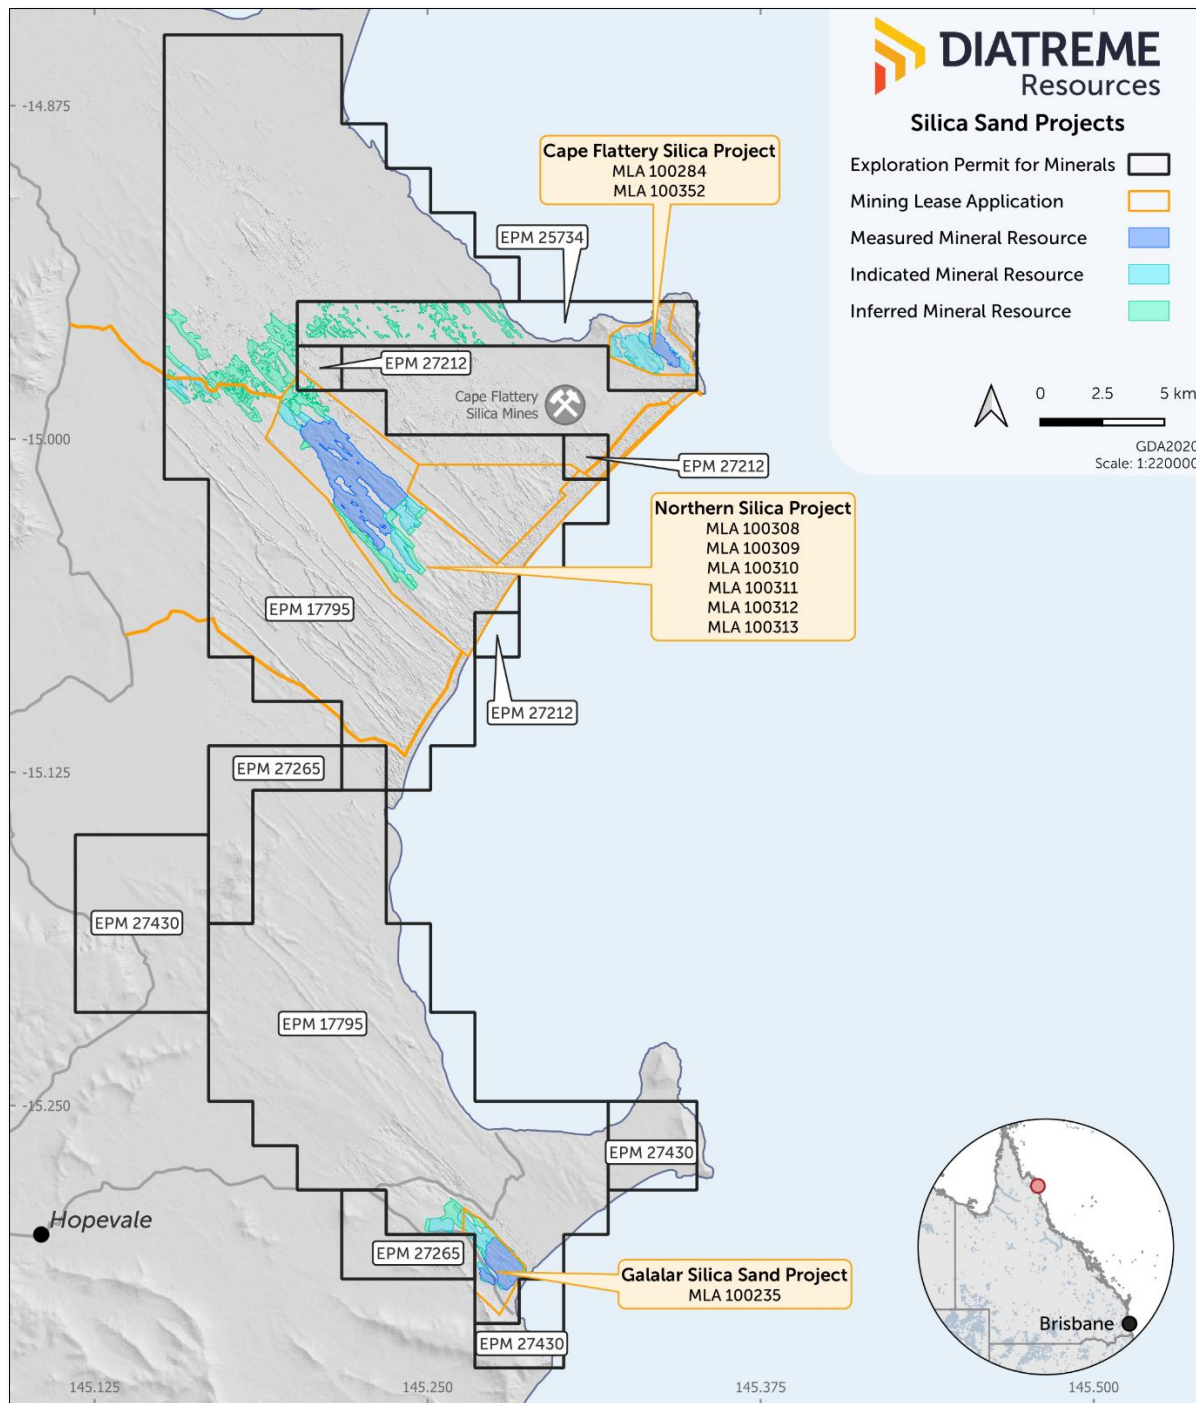 DIATREME
Resources
Silica Sand Projects
Exploration Permit for Minerals
Mining Lease Application
Measured Mineral Resource
Indicated Mineral Resource
Inferred Mineral Resource
0 2.5 5 km
GDA2020
Scale: 1:220000
-14.875
Cape Flattery Silica Project
MLA 100284
MLA 100352
EPM 25734
EPM 27212
Cape Flattery
Silica Mines
-15.000
EPM 27212
Northern Silica Project
MLA 100308
MLA 100309
MLA 100310
MLA 100311
MLA 100312
MLA 100313
EPM 17795
EPM 27212
EPM 27265
-15.125
EPM 27430
EPM 17795
-15.250
EPM 27430
Hopevale
EPM 27265
Galalar Silica Sand Project
MLA 100235
EPM 27430
Brisbane
145.125
145.250
145.375
145.500